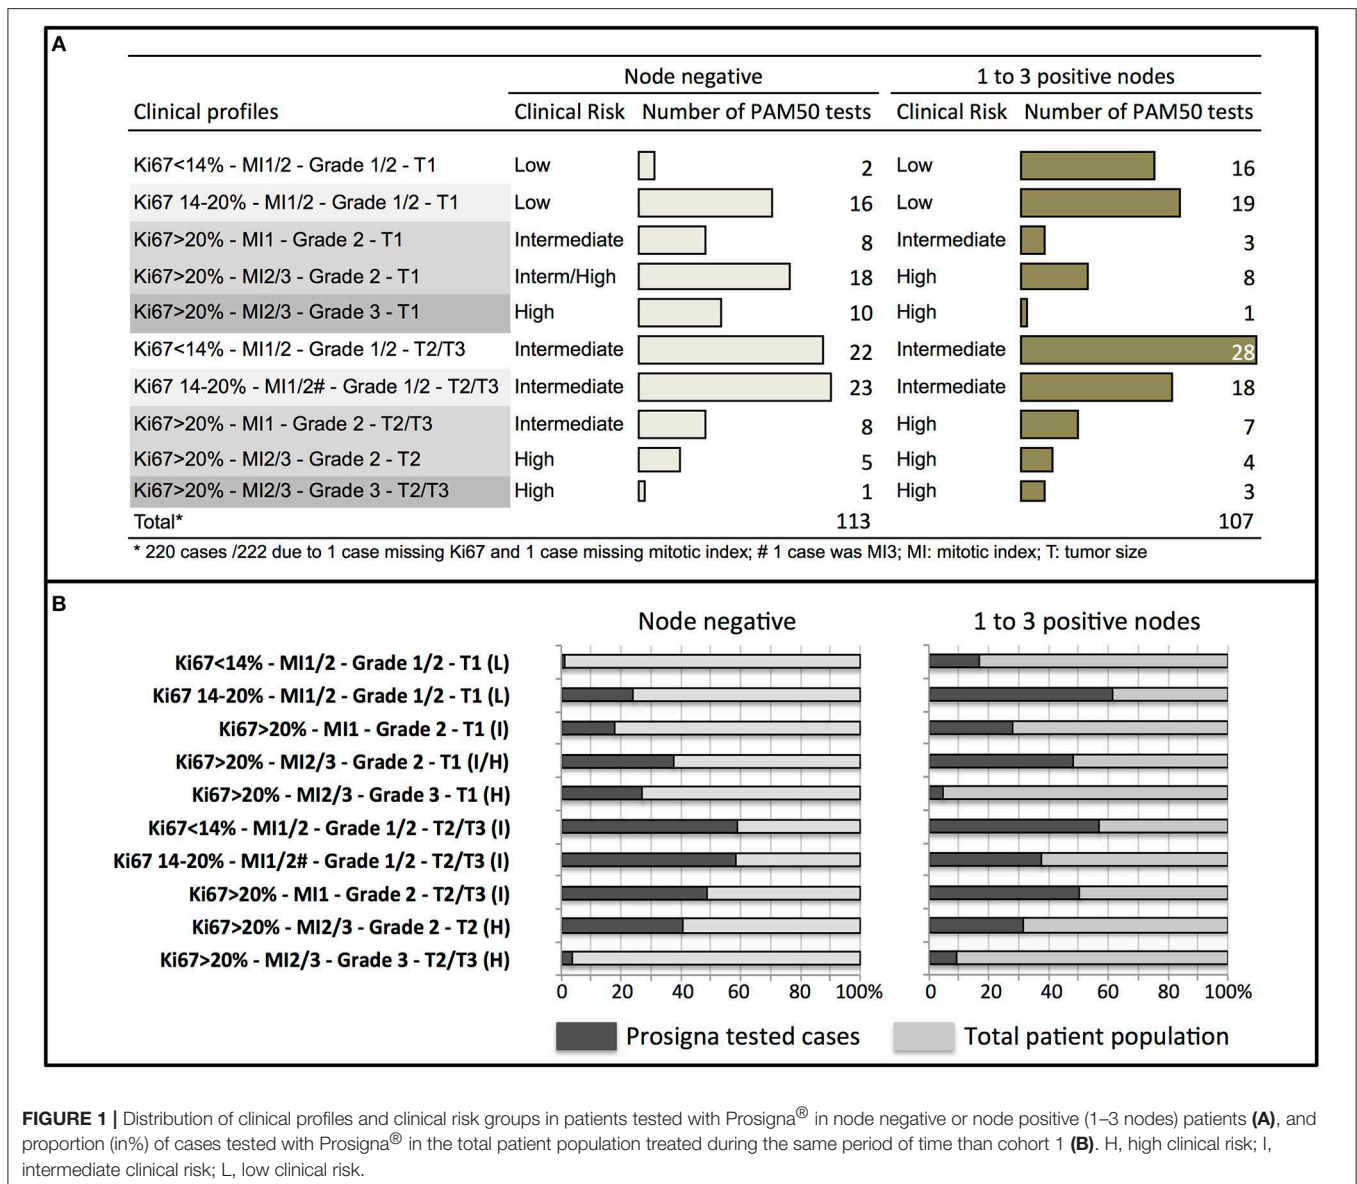 A
Node negative 1 to 3 positive nodes
Clinical profiles Clinical Risk Number of PAM50 tests Clinical Risk Number of PAM50 tests
Ki67<14% - MI1/2 - Grade 1/2 - T1 Low 2 Low 16
Ki67 14-20% - MI1/2 - Grade 1/2 - T1 Low 16 Low 19
Ki67>20% - MI1 - Grade 2 - T1 Intermediate 8 Intermediate 3
Ki67>20% - MI2/3 - Grade 2 - T1 Interm/High 18 High 8
Ki67>20% - MI2/3 - Grade 3 - T1 High 10 High 1
Ki67<14% - MI1/2 - Grade 1/2 - T2/T3 Intermediate 22 Intermediate 28
Ki67 14-20% - MI1/2# - Grade 1/2 - T2/T3 Intermediate 23 Intermediate 18
Ki67>20% - MI1 - Grade 2 - T2/T3 Intermediate 8 High 7
Ki67>20% - MI2/3 - Grade 2 - T2 High 5 High 4
Ki67>20% - MI2/3 - Grade 3 - T2/T3 High 1 High 3
Total* 113 107
* 220 cases /222 due to 1 case missing Ki67 and 1 case missing mitotic index; # 1 case was MI3; MI: mitotic index; T: tumor size
B
Node negative 1 to 3 positive nodes
Ki67<14% - MI1/2 - Grade 1/2 - T1 (L)
Ki67 14-20% - MI1/2 - Grade 1/2 - T1 (L)
Ki67>20% - MI1 - Grade 2 - T1 (I)
Ki67>20% - MI2/3 - Grade 2 - T1 (I/H)
Ki67>20% - MI2/3 - Grade 3 - T1 (H)
Ki67<14% - MI1/2 - Grade 1/2 - T2/T3 (I)
Ki67 14-20% - MI1/2# - Grade 1/2 - T2/T3 (I)
Ki67>20% - MI1 - Grade 2 - T2/T3 (I)
Ki67>20% - MI2/3 - Grade 2 - T2 (H)
Ki67>20% - MI2/3 - Grade 3 - T2/T3 (H)
0 20 40 60 80 100% 0 20 40 60 80 100%
Prosigna tested cases Total patient population
FIGURE 1 | Distribution of clinical profiles and clinical risk groups in patients tested with Prosigna® in node negative or node positive (1–3 nodes) patients (A), and
proportion (in%) of cases tested with Prosigna® in the total patient population treated during the same period of time than cohort 1 (B). H, high clinical risk; I,
intermediate clinical risk; L, low clinical risk.